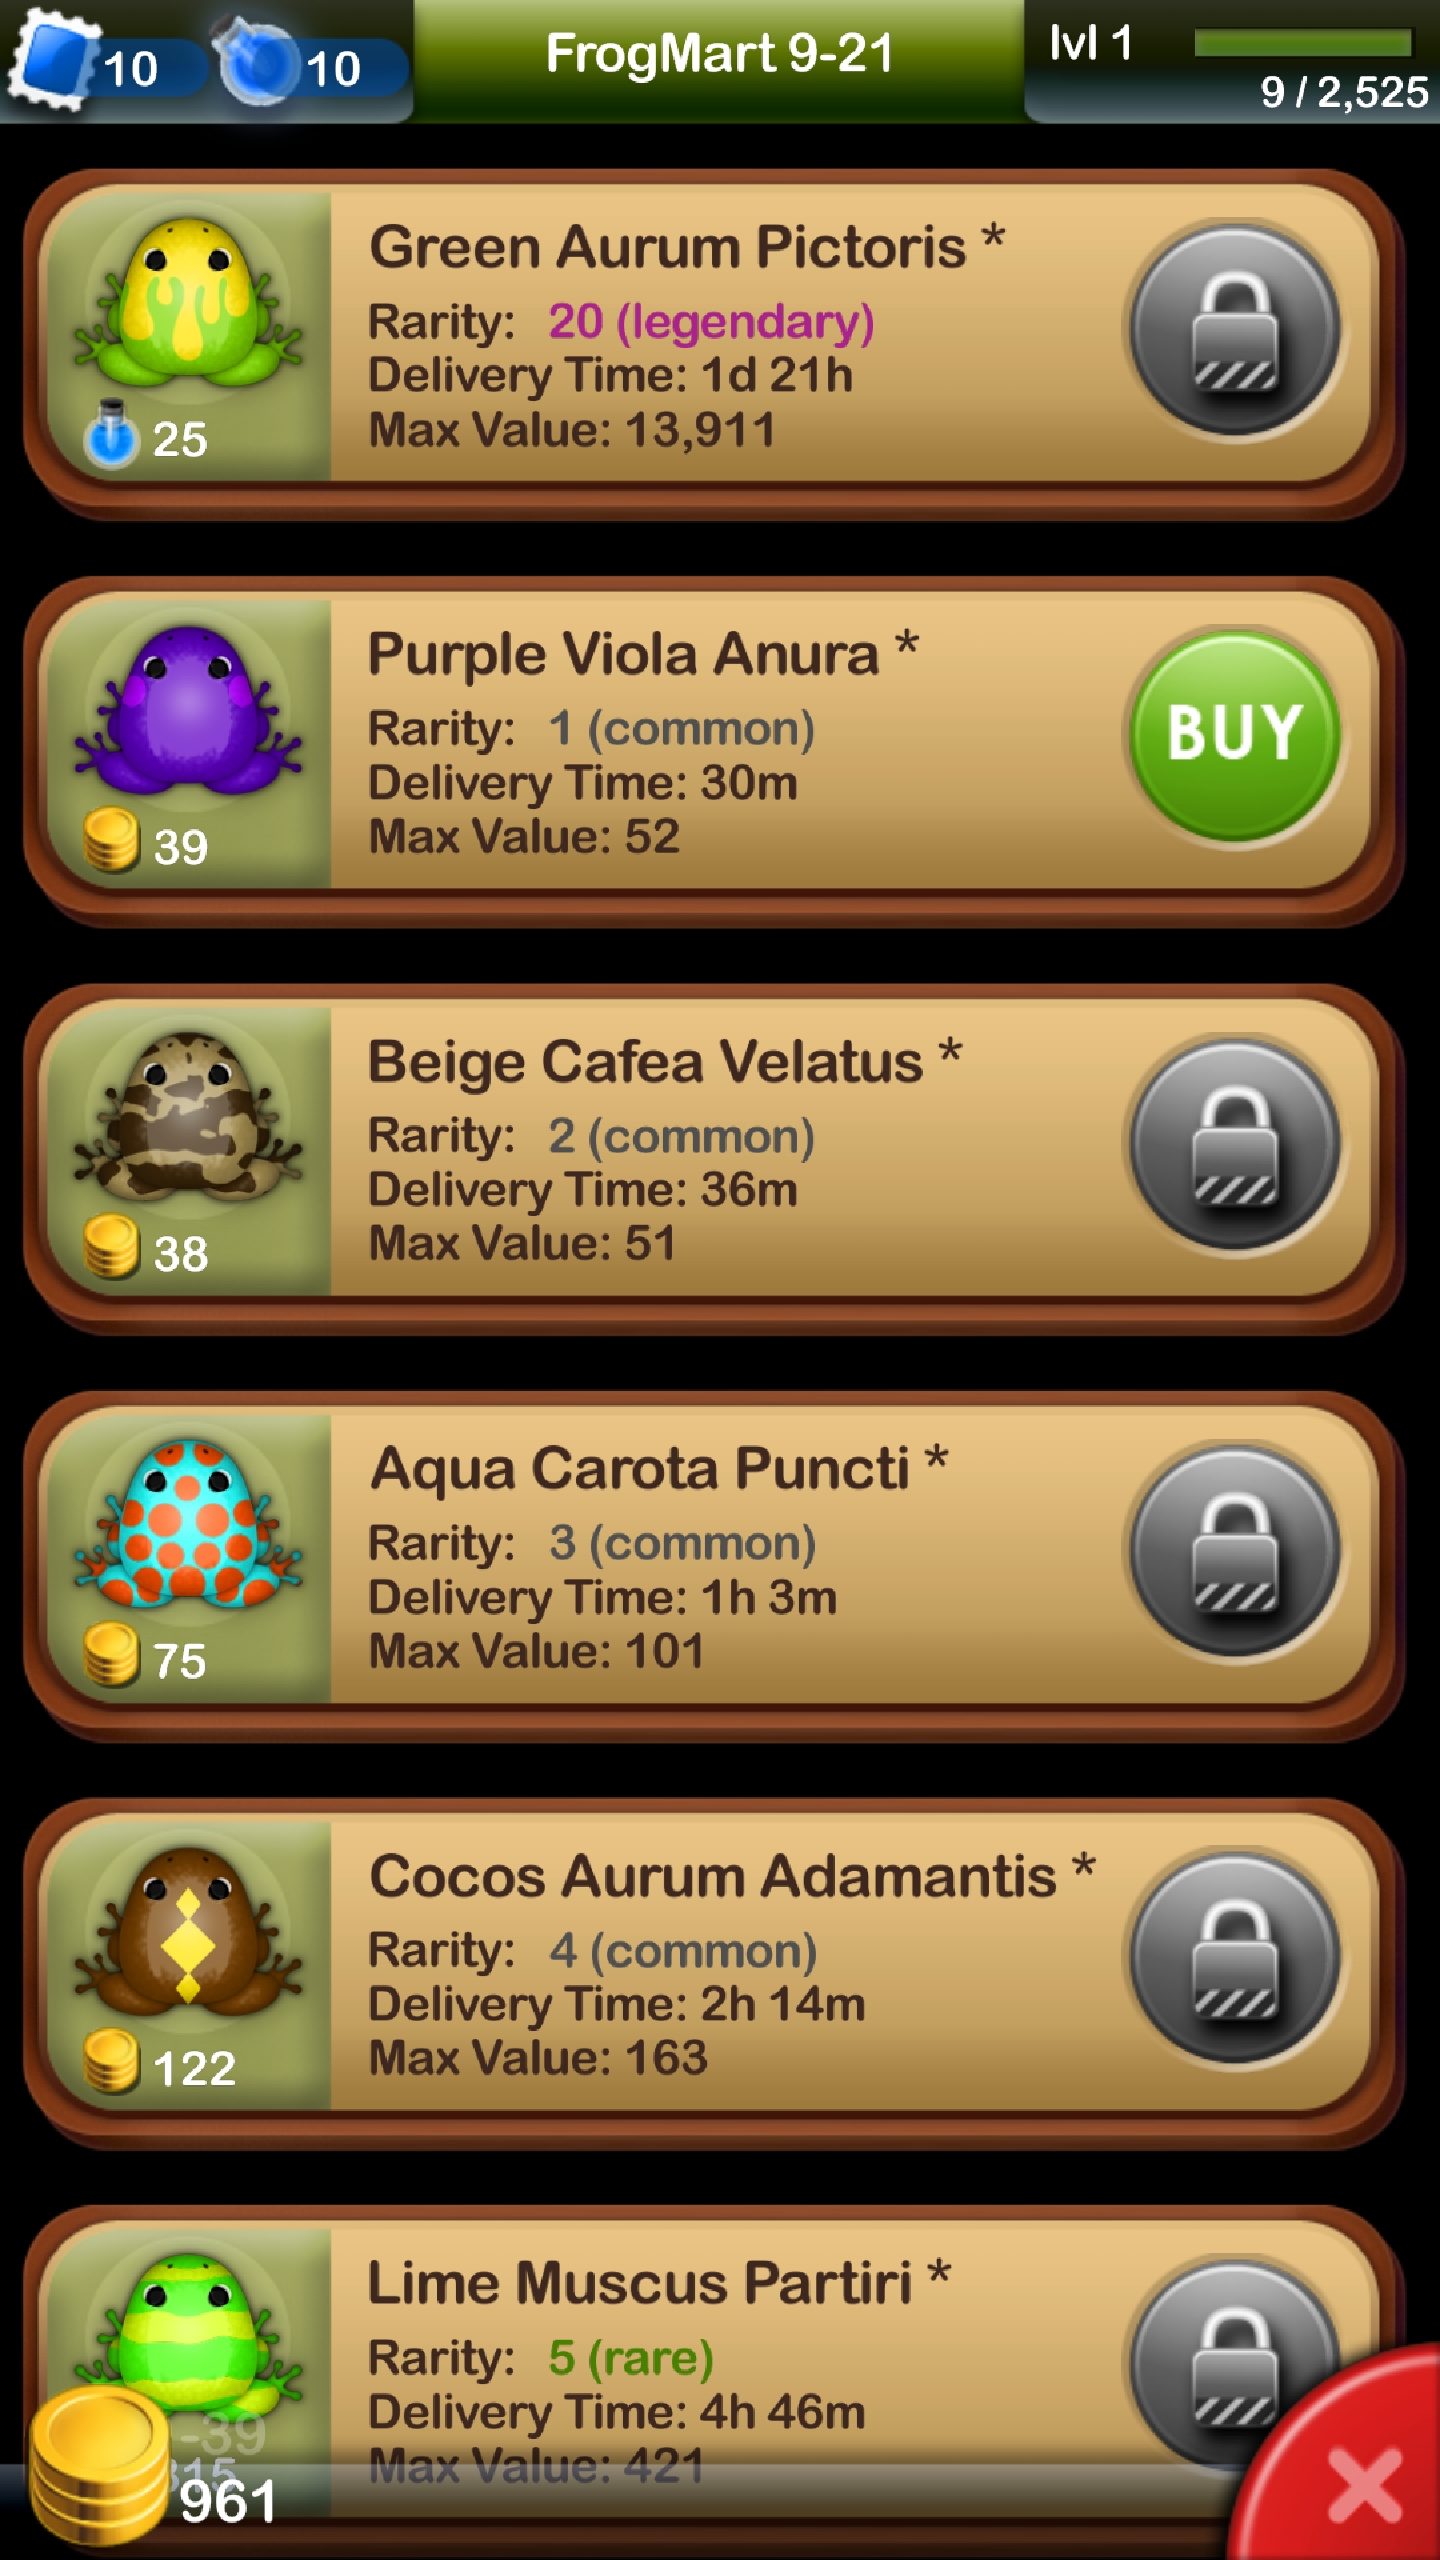 10
10
FrogMart 9-21
lvl 1
9 / 2,525
Green Aurum Pictoris *
Rarity: 20 (legendary)
Delivery Time: 1d 21h
Max Value: 13,911
25
Purple Viola Anura *
Rarity: 1 (common)
Delivery Time: 30m
Max Value: 52
39
BUY
Beige Cafea Velatus *
Rarity: 2 (common)
Delivery Time: 36m
Max Value: 51
38
Aqua Carota Puncti *
Rarity: 3 (common)
Delivery Time: 1h 3m
Max Value: 101
75
Cocos Aurum Adamantis *
Rarity: 4 (common)
Delivery Time: 2h 14m
Max Value: 163
122
Lime Muscus Partiri *
Rarity: 5 (rare)
Delivery Time: 4h 46m
Max Value: 421
-39
961